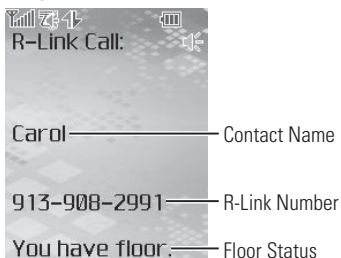 R-Link Call:
Carol
Contact Name
913-908-2991
R-Link Number
You have floor.
Floor Status